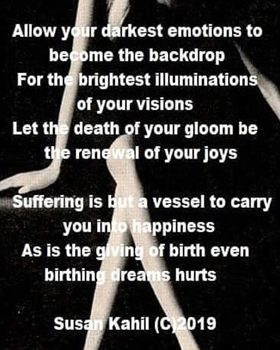 Allow your darkest emotions to
become the backdrop
For the brightest illuminations
of your visions
Let the death of your gloom be
the renewal of your joys
Suffering is but a vessel to carry
you into happiness
As is the giving of birth even
birthing dreams hurts
Susan Kahil (C)2019